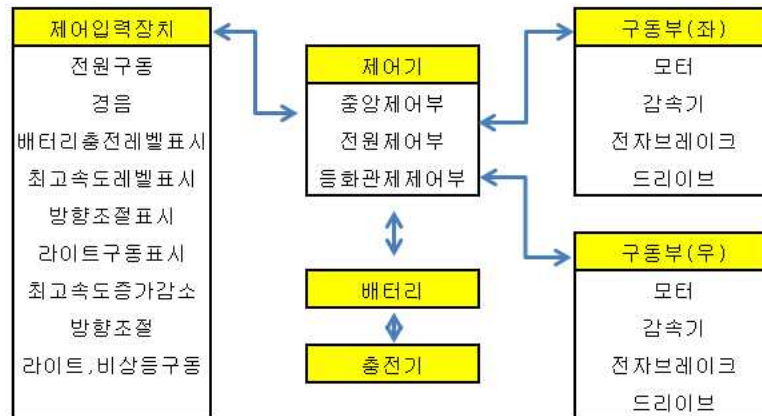 제어입력장치
전원구동
경음
배터리충전레벨표시
최고속도레벨표시
방향조절표시
라이트구동표시
최고속도증가감소
방향조절
라이트,비상등구동
제어기
중앙제어부
전원제어부
등화관제제어부
배터리
충전기
구동부(좌)
모터
감속기
전자브레이크
드리이브
구동부(우)
모터
감속기
전자브레이크
드리이브